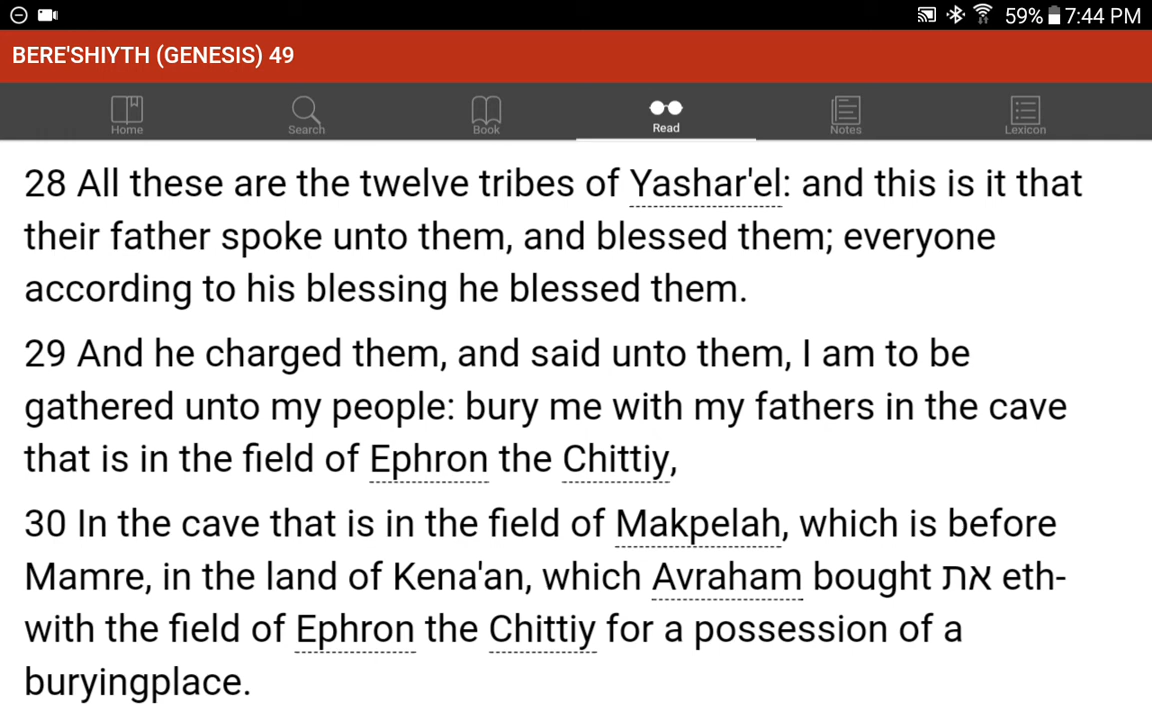 59% 7:44 PM
BERE'SHIYTH (GENESIS) 49
Home Search Book Read Notes Lexicon
28 All these are the twelve tribes of Yashar'el: and this is it that
their father spoke unto them, and blessed them; everyone
according to his blessing he blessed them.
29 And he charged them, and said unto them, I am to be
gathered unto my people: bury me with my fathers in the cave
that is in the field of Ephron the Chittiy,
30 In the cave that is in the field of Makpelah, which is before
Mamre, in the land of Kena'an, which Avraham bought את eth-
with the field of Ephron the Chittiy for a possession of a
buryingplace.